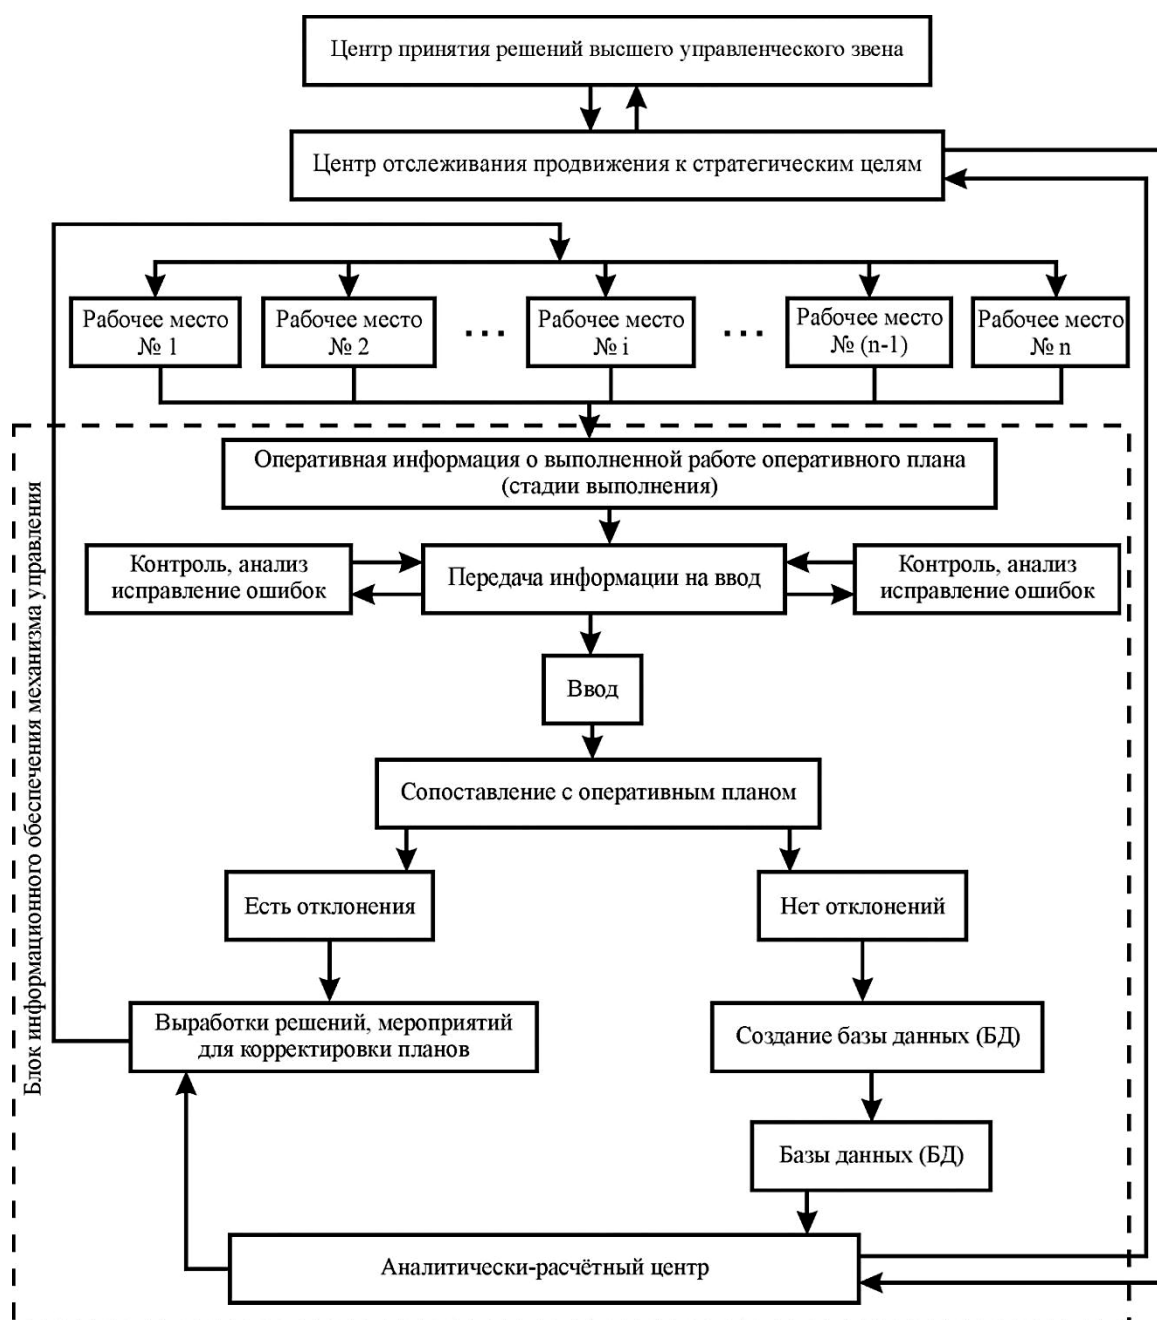 Центр принятия решений высшего управленческого звена
Центр отслеживания продвижения к стратегическим целям
Рабочее место
№ 1
Рабочее место
№ 2
...
Рабочее место
№ i
...
Рабочее место
№ (n-1)
Рабочее место
№ n
Блок информационного обеспечения механизма управления
Оперативная информация о выполненной работе оперативного плана
(стадии выполнения)
Контроль, анализ
исправление ошибок
Передача информации на ввод
Контроль, анализ
исправление ошибок
Ввод
Сопоставление с оперативным планом
Есть отклонения
Нет отклонений
Выработки решений, мероприятий
для корректировки планов
Создание базы данных (БД)
Базы данных (БД)
Аналитически-расчётный центр